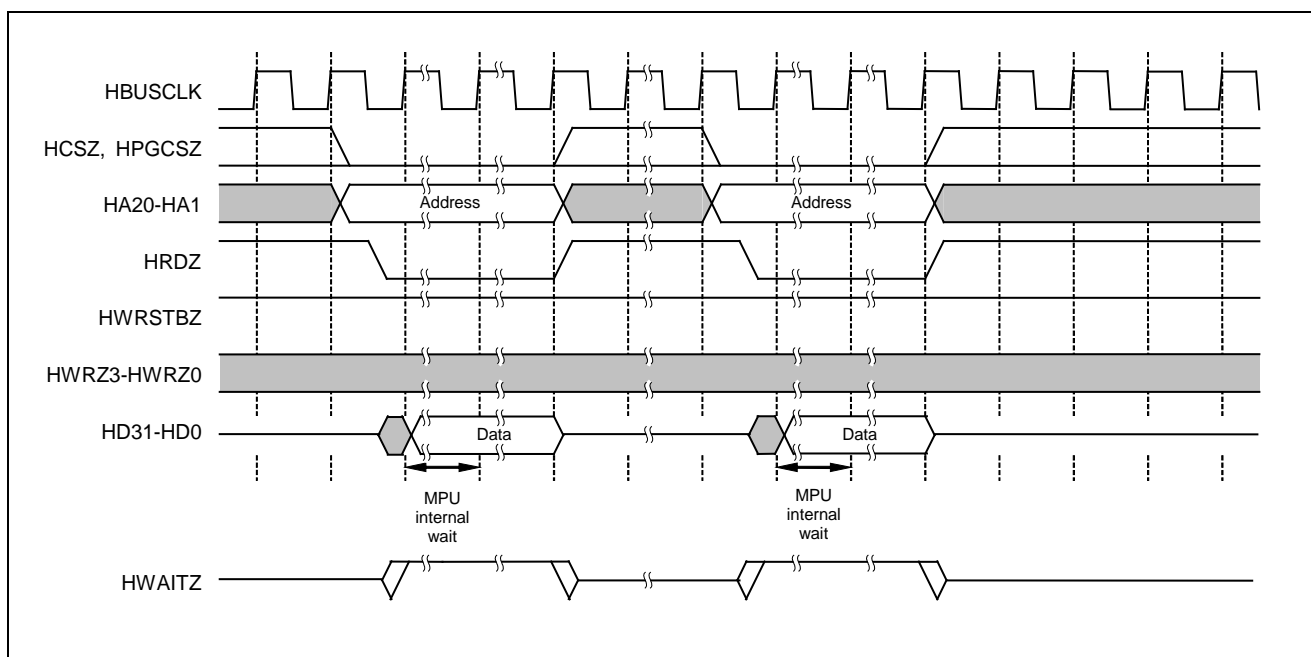 HBUSCLK
HCSZ, HPGCSZ
HA20-HA1
Address
Address
HRDZ
HWRSTBZ
HWRZ3-HWRZ0
HD31-HD0
Data
Data
MPU
internal
wait
MPU
internal
wait
HWAITZ